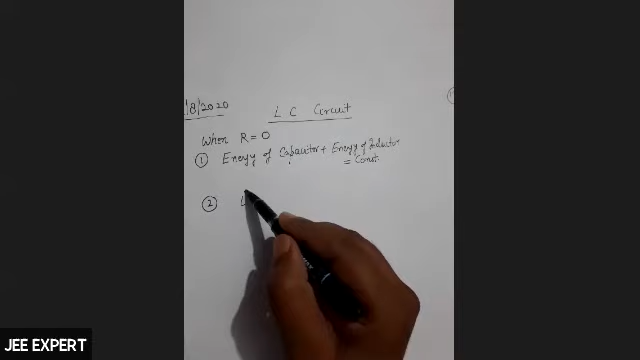 /8/2020
L C Circuit
When R = 0
① Energy of Capacitor + Energy of Inductor
= Const.
② L
JEE EXPERT